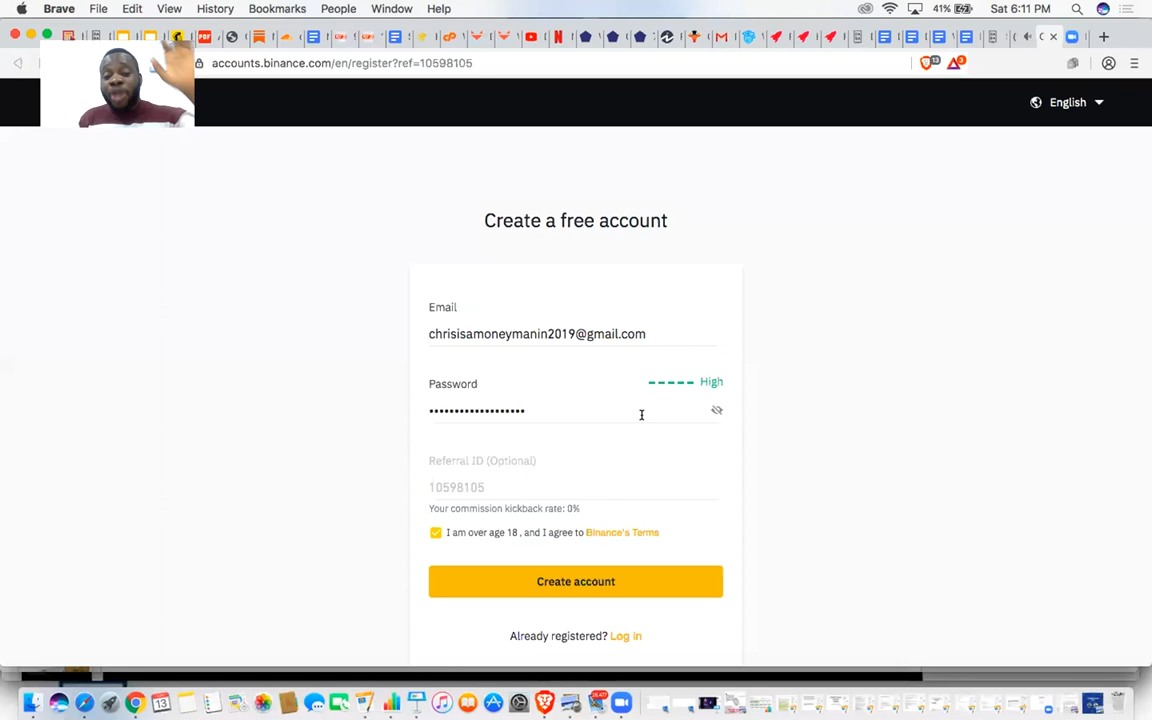 Brave File Edit View History Bookmarks People Window Help 41% Sat 6:11 PM
accounts.binance.com/en/register?ref=10598105
English
Create a free account
Email
chrisisamoneymanin2019@gmail.com
Password High
Referral ID (Optional)
10598105
Your commission kickback rate: 0%
I am over age 18 , and I agree to Binance's Terms
Create account
Already registered? Log in